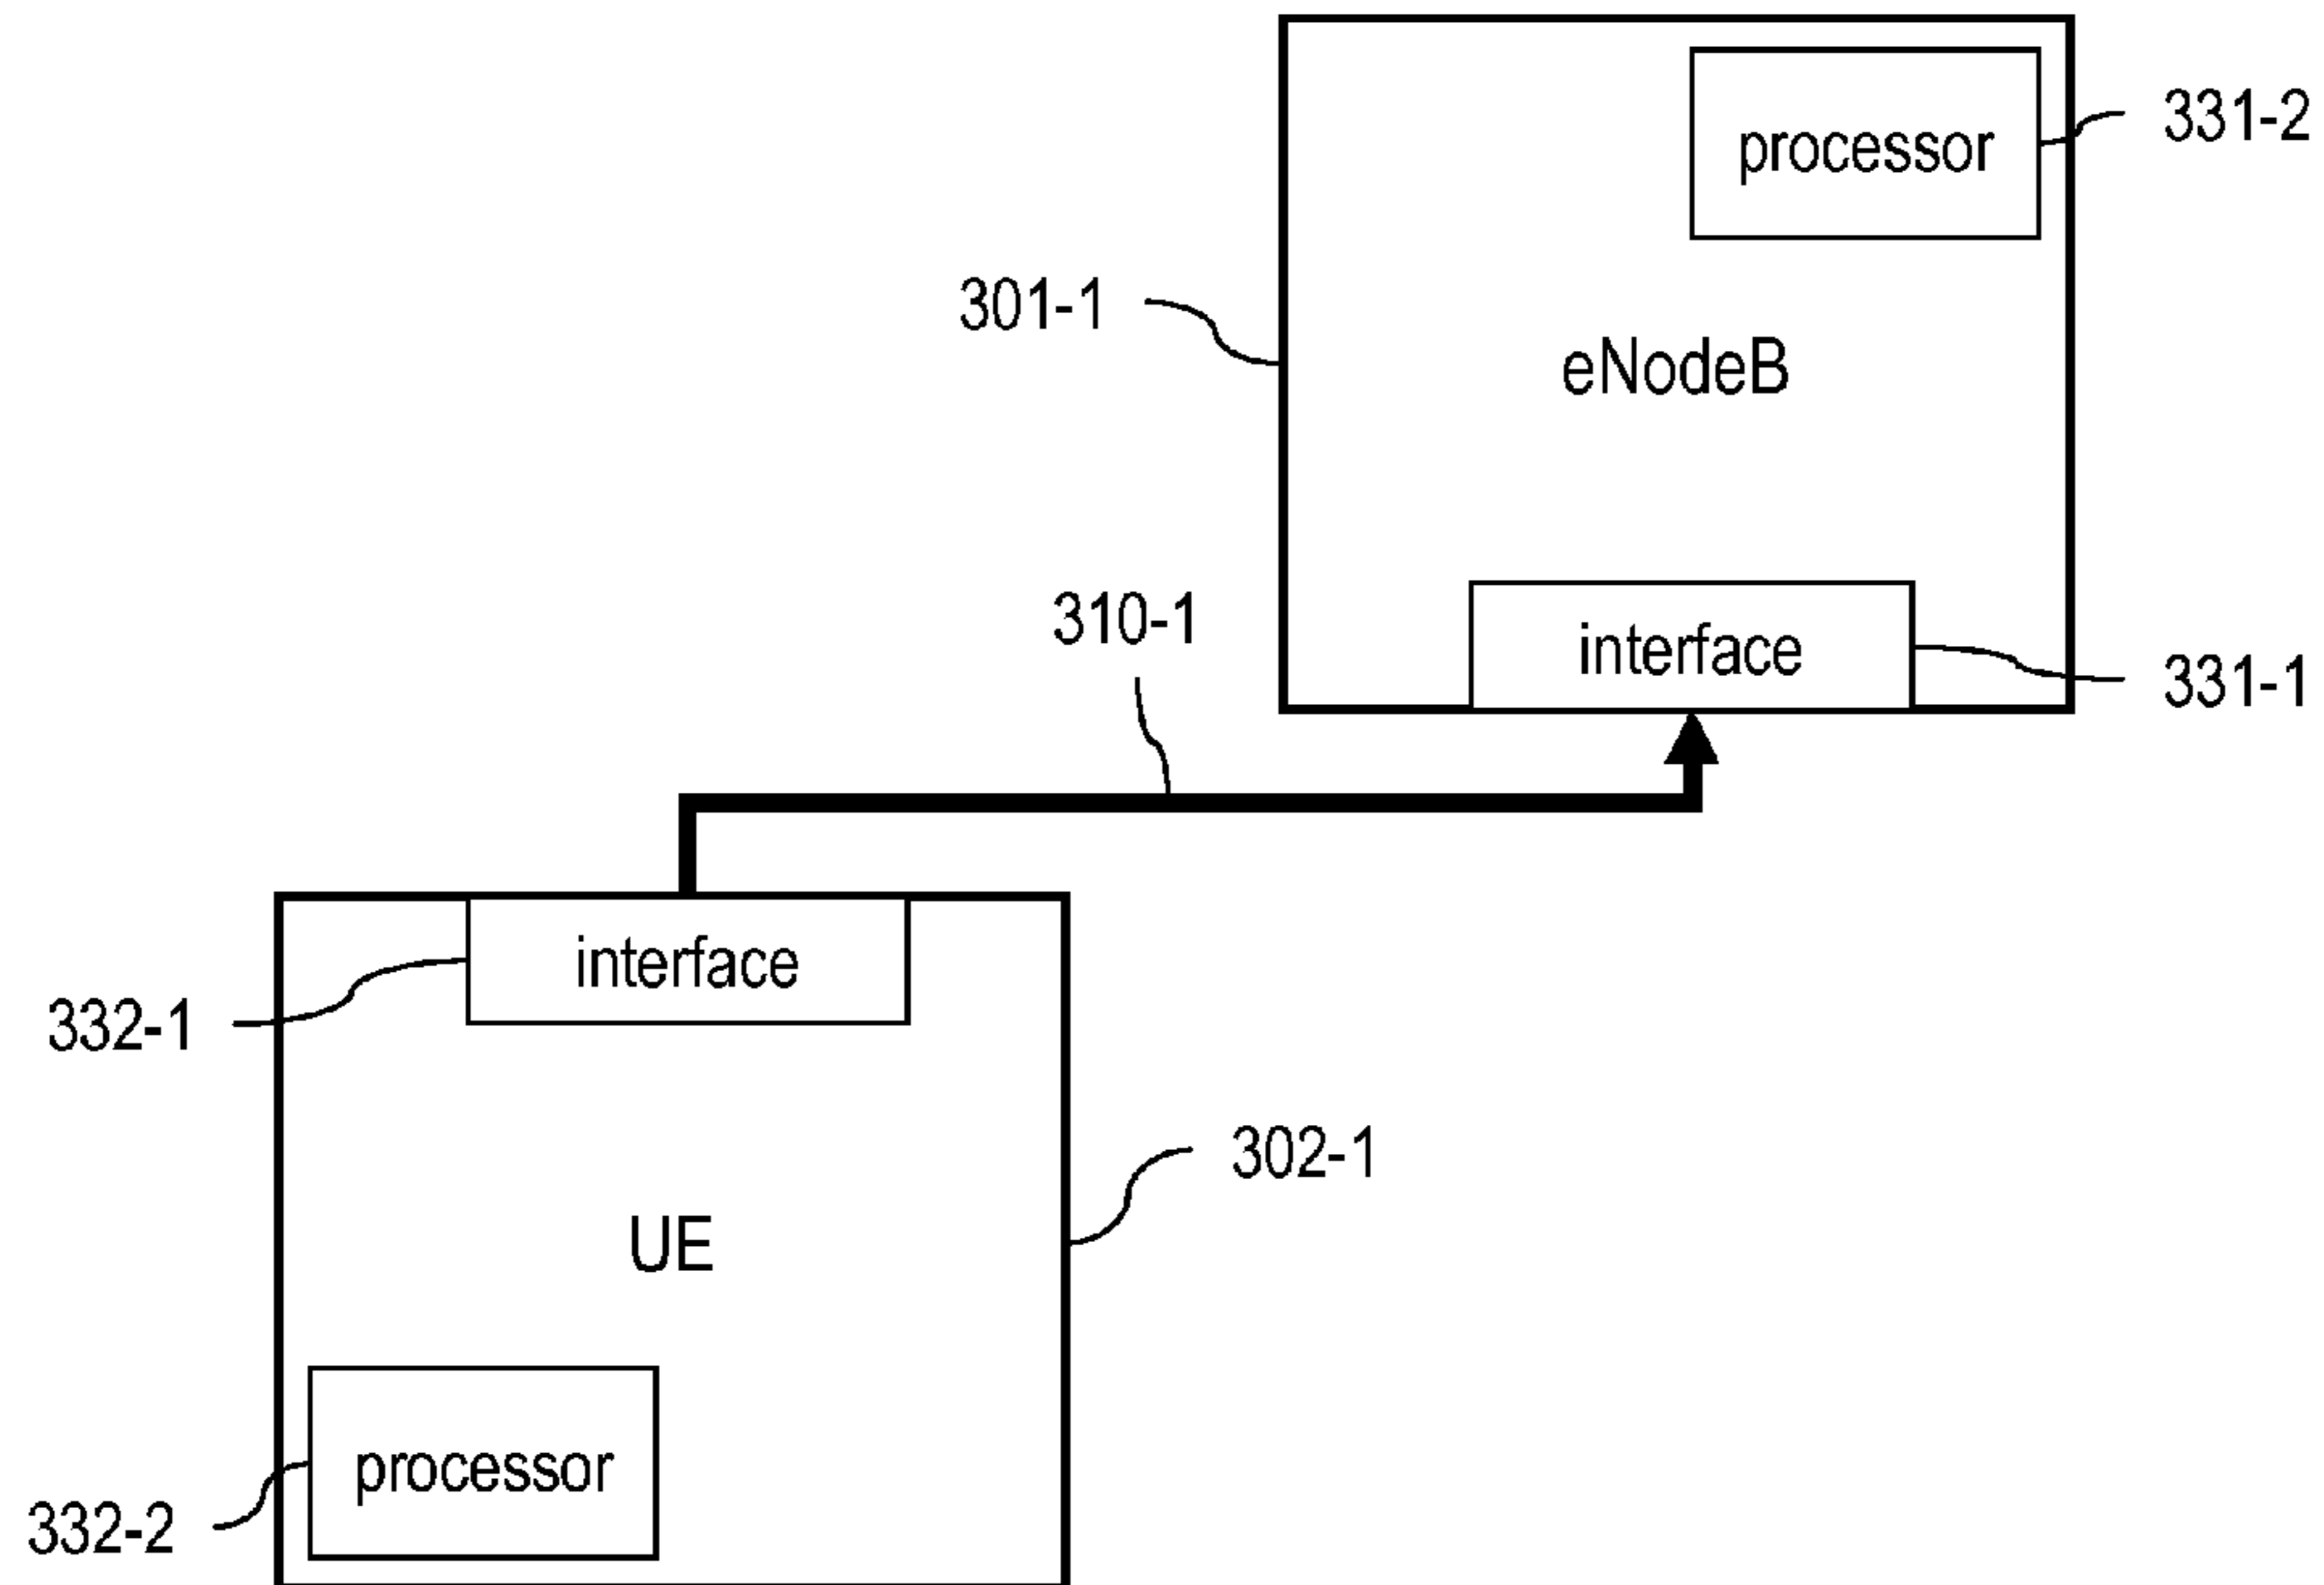 processor
331-2
301-1
eNodeB
310-1
interface
331-1
interface
332-1
302-1
UE
processor
332-2